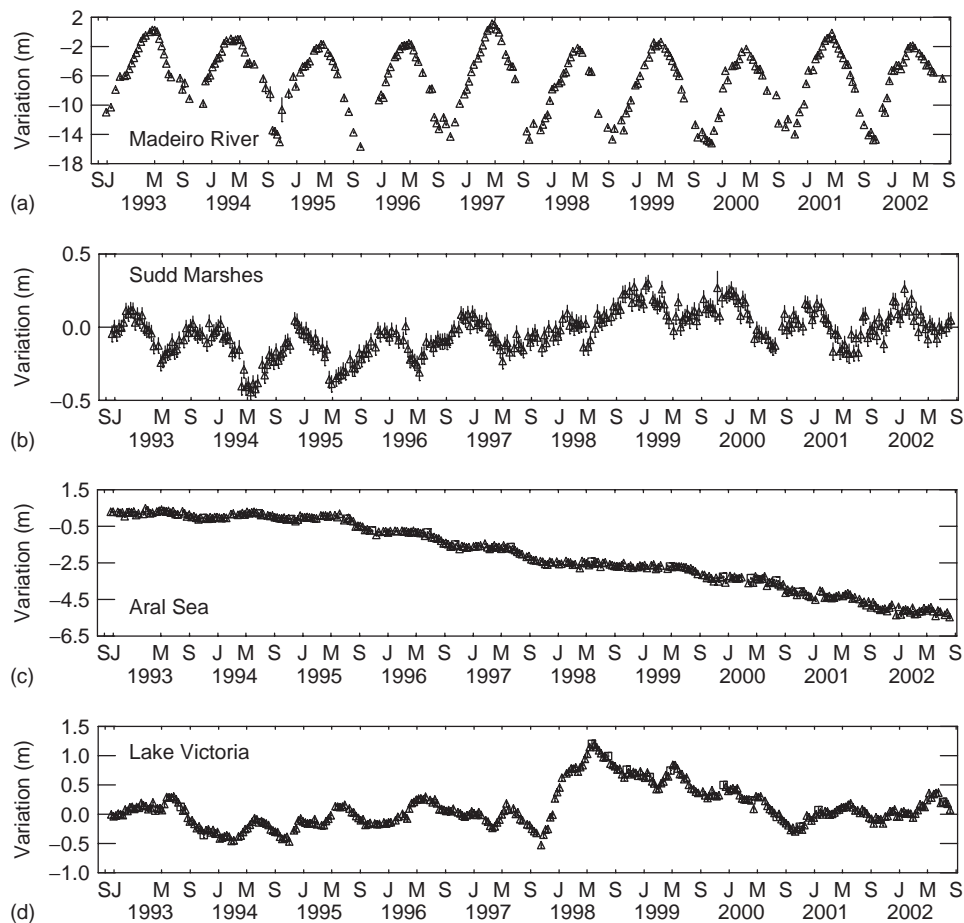 2
−2
−6
−10
−14
−18
Variation (m)
Madeiro River
SJ M S J M S J M S J M S J M S J M S J M S J M S J M S J M S
1993 1994 1995 1996 1997 1998 1999 2000 2001 2002
(a)
0.5
0.0
−0.5
Variation (m)
Sudd Marshes
SJ M S J M S J M S J M S J M S J M S J M S J M S J M S J M S
1993 1994 1995 1996 1997 1998 1999 2000 2001 2002
(b)
1.5
−0.5
−2.5
−4.5
−6.5
Variation (m)
Aral Sea
SJ M S J M S J M S J M S J M S J M S J M S J M S J M S J M S
1993 1994 1995 1996 1997 1998 1999 2000 2001 2002
(c)
1.5
1.0
0.5
0.0
−0.5
−1.0
Variation (m)
Lake Victoria
SJ M S J M S J M S J M S J M S J M S J M S J M S J M S J M S
1993 1994 1995 1996 1997 1998 1999 2000 2001 2002
(d)